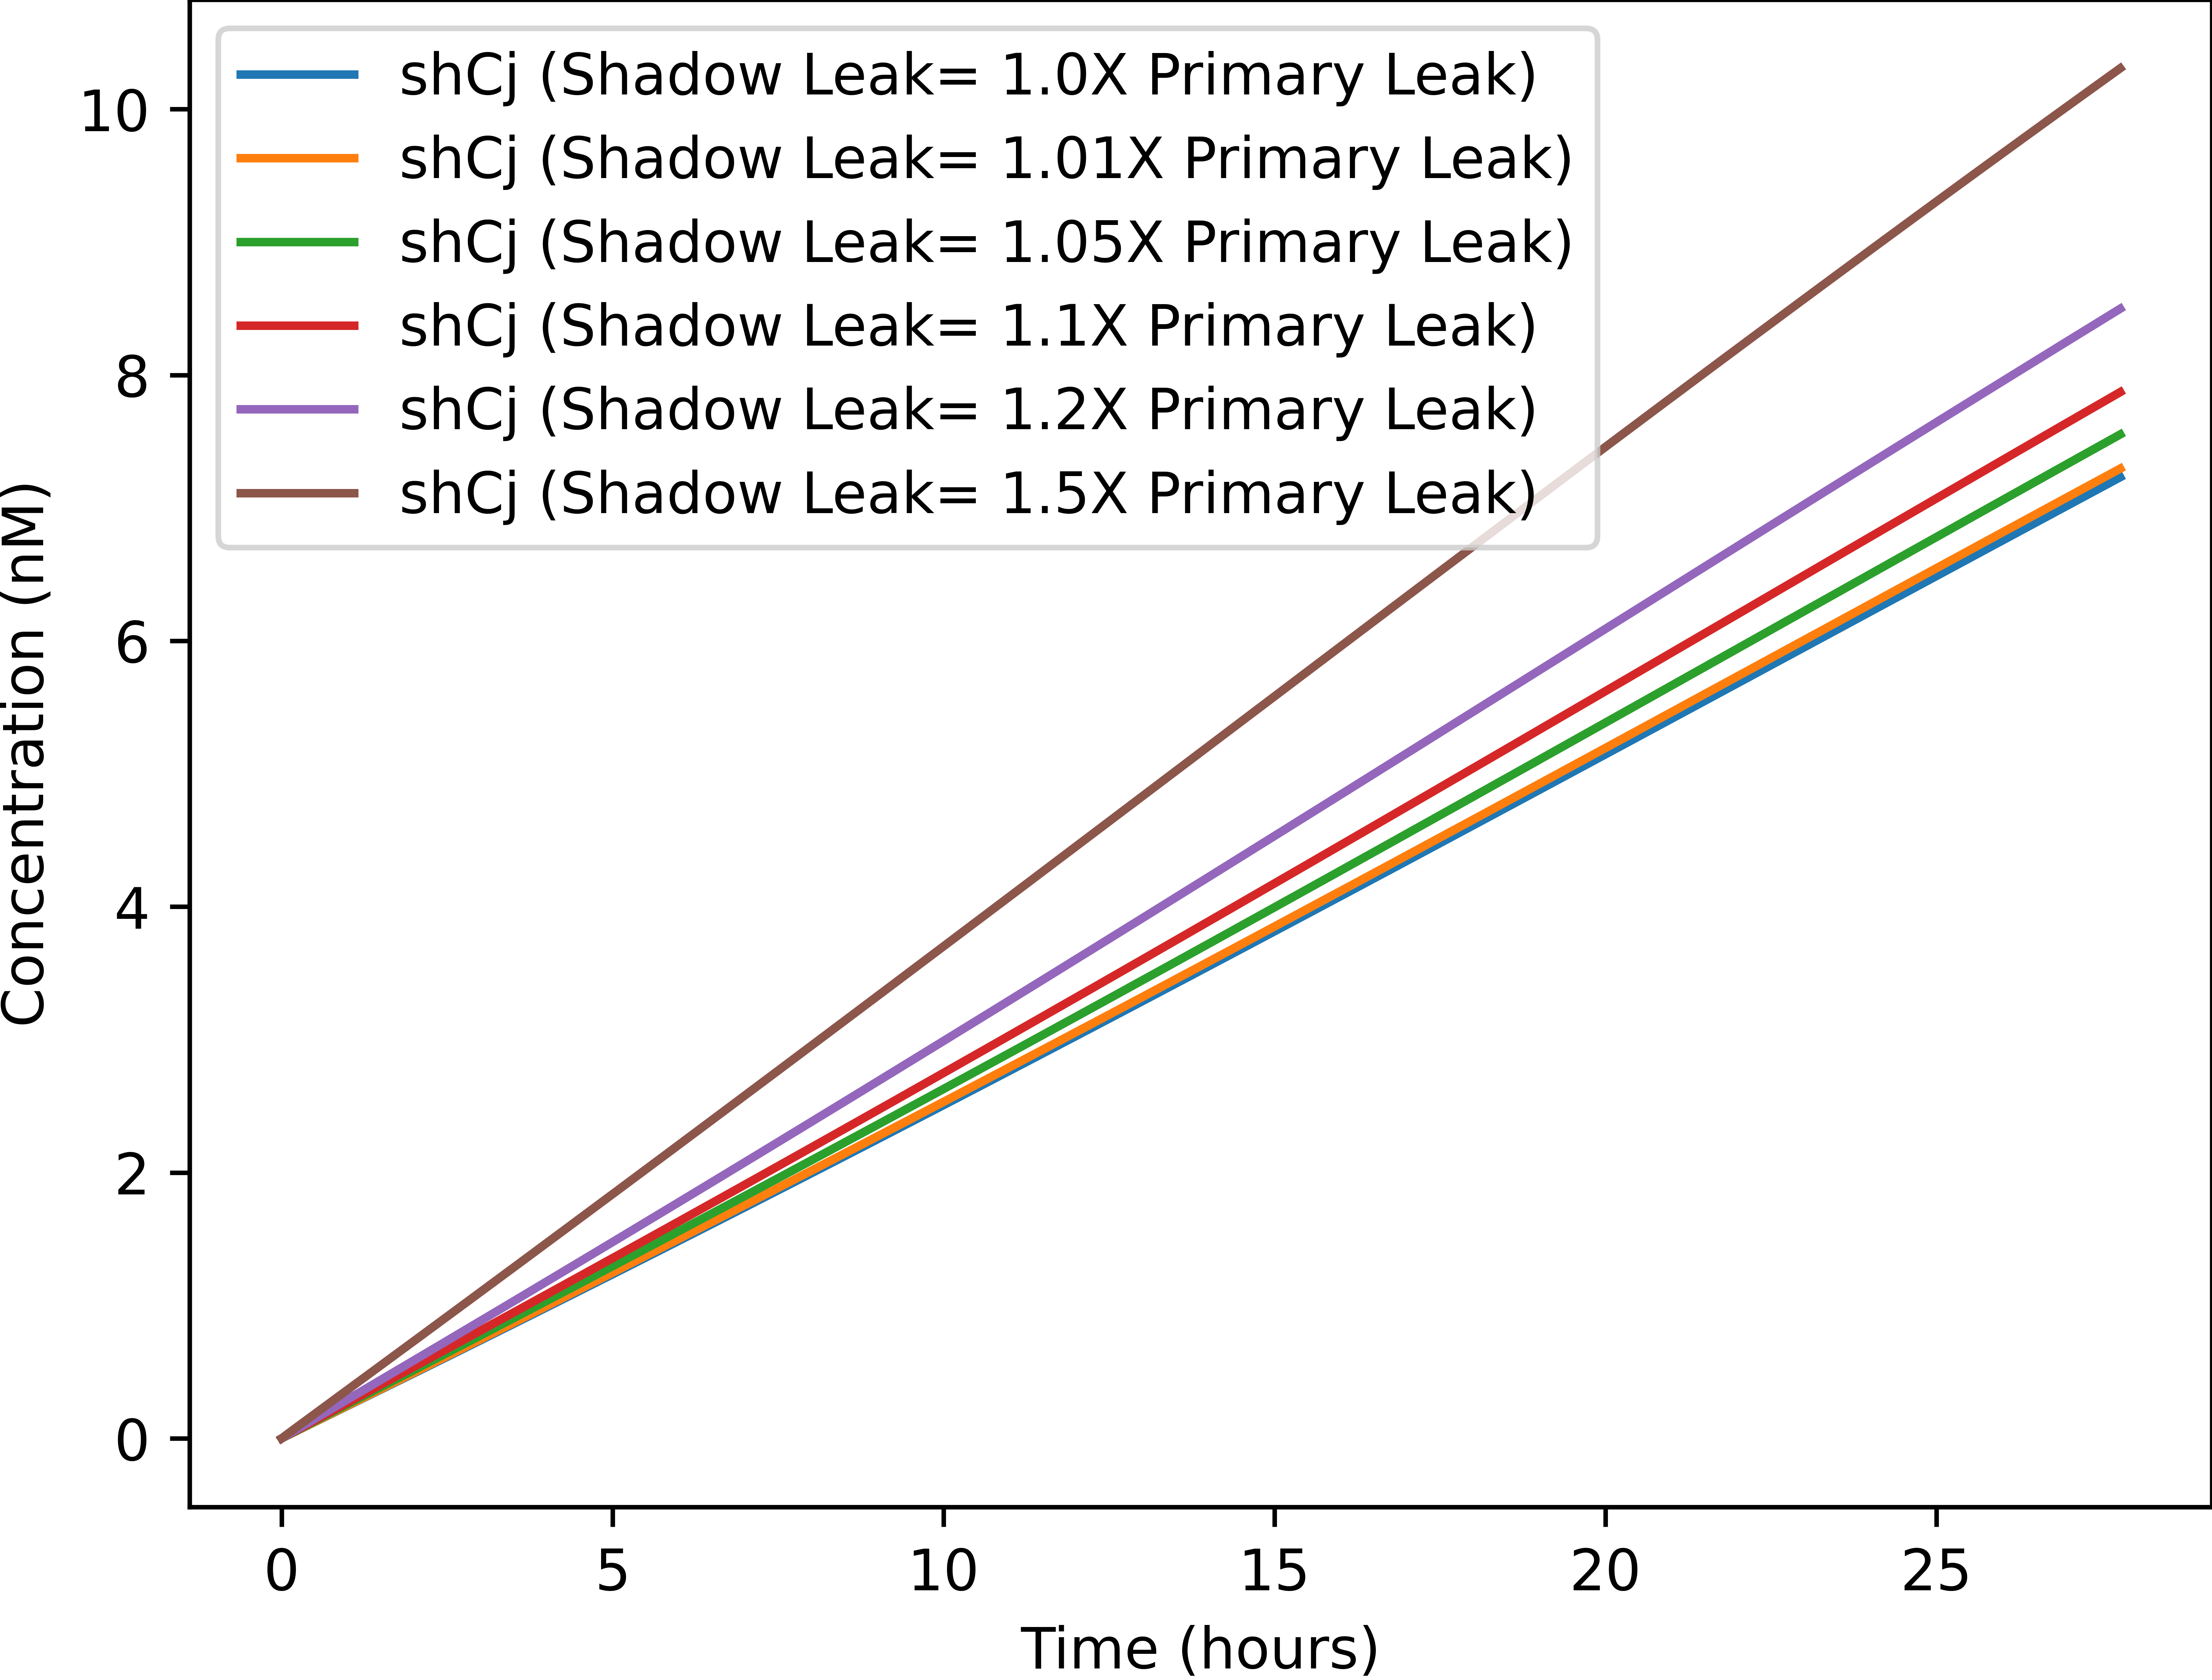 shCj (Shadow Leak= 1.0X Primary Leak)
shCj (Shadow Leak= 1.01X Primary Leak)
shCj (Shadow Leak= 1.05X Primary Leak)
shCj (Shadow Leak= 1.1X Primary Leak)
shCj (Shadow Leak= 1.2X Primary Leak)
shCj (Shadow Leak= 1.5X Primary Leak)
Concentration (nM)
10
8
6
4
2
0
0 5 10 15 20 25
Time (hours)